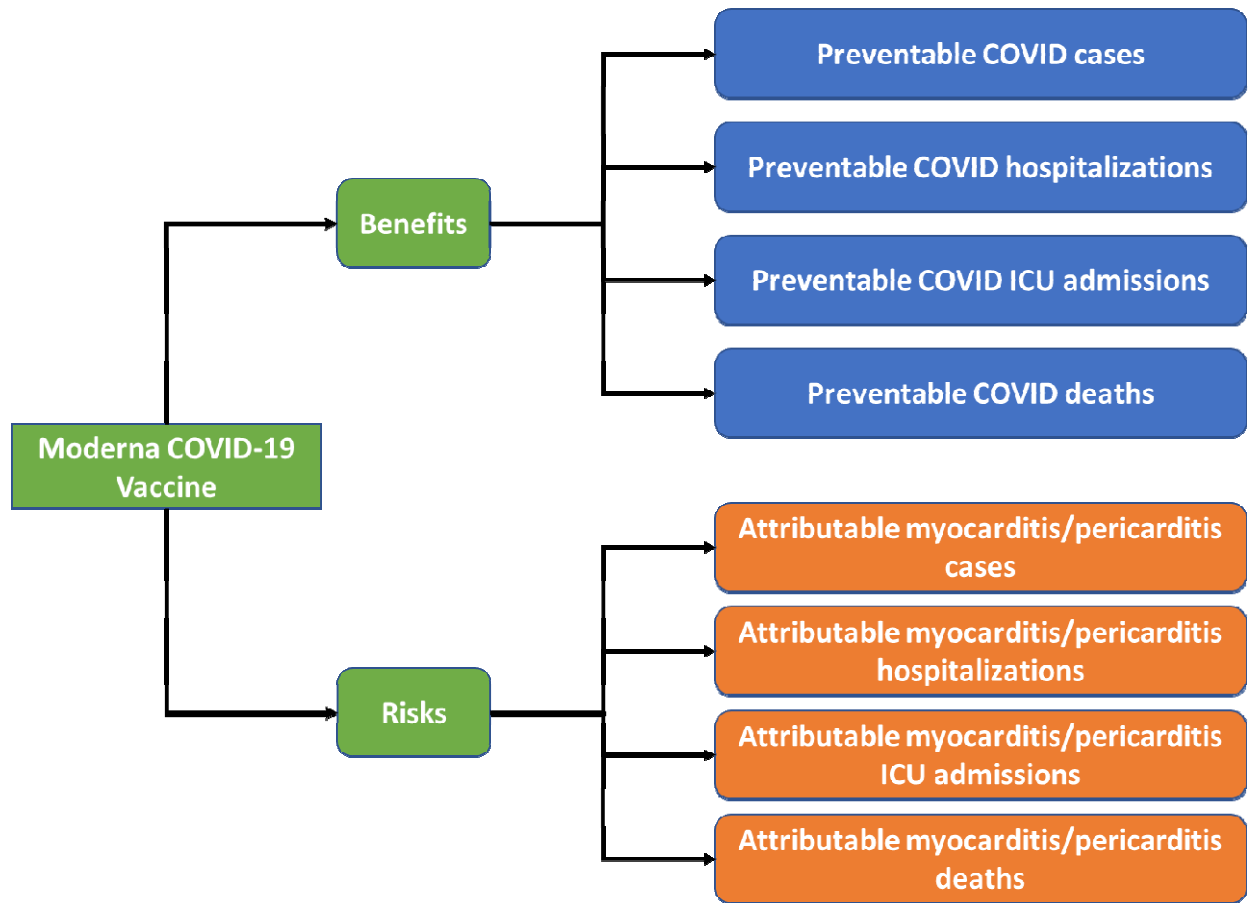 Preventable COVID cases
Preventable COVID hospitalizations
Benefits
Preventable COVID ICU admissions
Preventable COVID deaths
Moderna COVID-19
Vaccine
Attributable myocarditis/pericarditis
cases
Attributable myocarditis/pericarditis
hospitalizations
Risks
Attributable myocarditis/pericarditis
ICU admissions
Attributable myocarditis/pericarditis
deaths